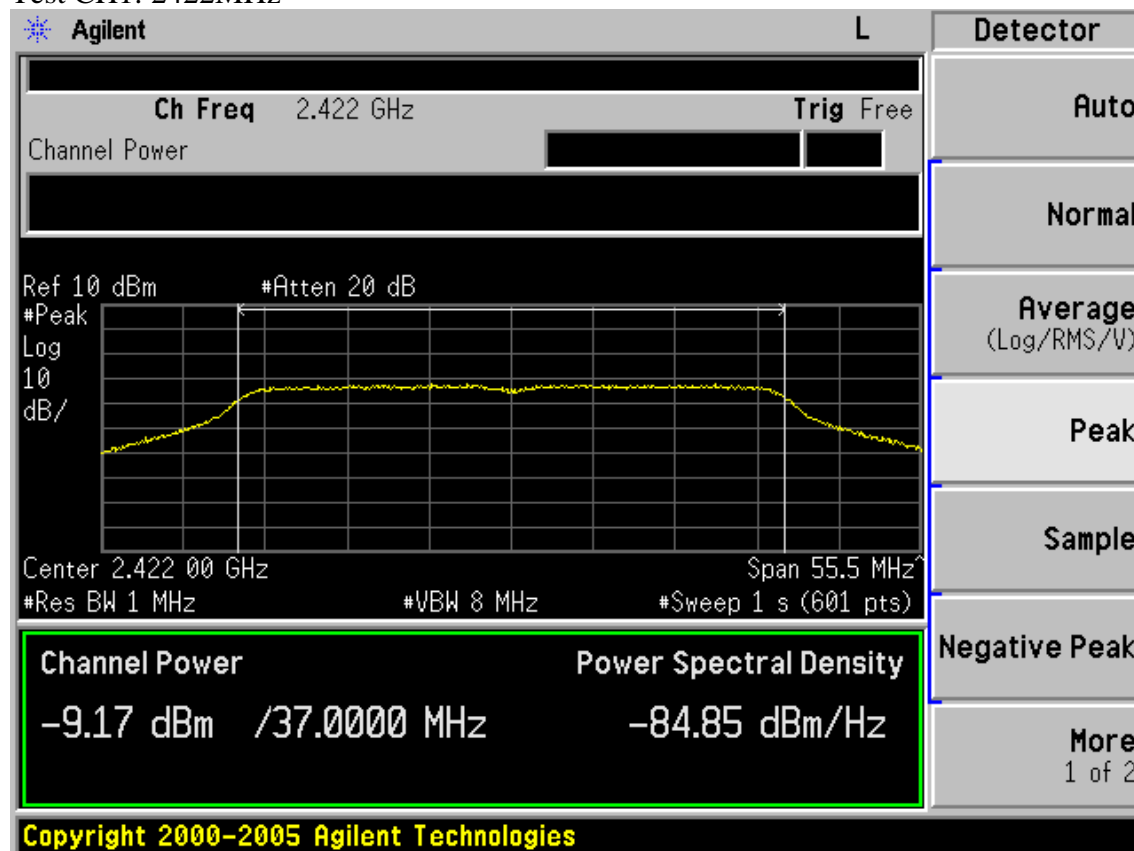 Test CH1: 2422MHz
Agilent L Detector
Ch Freq 2.422 GHz Trig Free
Auto
Channel Power
Normal
Ref 10 dBm #Atten 20 dB
#Peak
Log
10
dB/
Average
(Log/RMS/V)
Peak
Sample
Center 2.422 00 GHz Span 55.5 MHz^
#Res BW 1 MHz #VBW 8 MHz #Sweep 1 s (601 pts)
Negative Peak
Channel Power Power Spectral Density
-9.17 dBm /37.0000 MHz -84.85 dBm/Hz
More
1 of 2
Copyright 2000-2005 Agilent Technologies